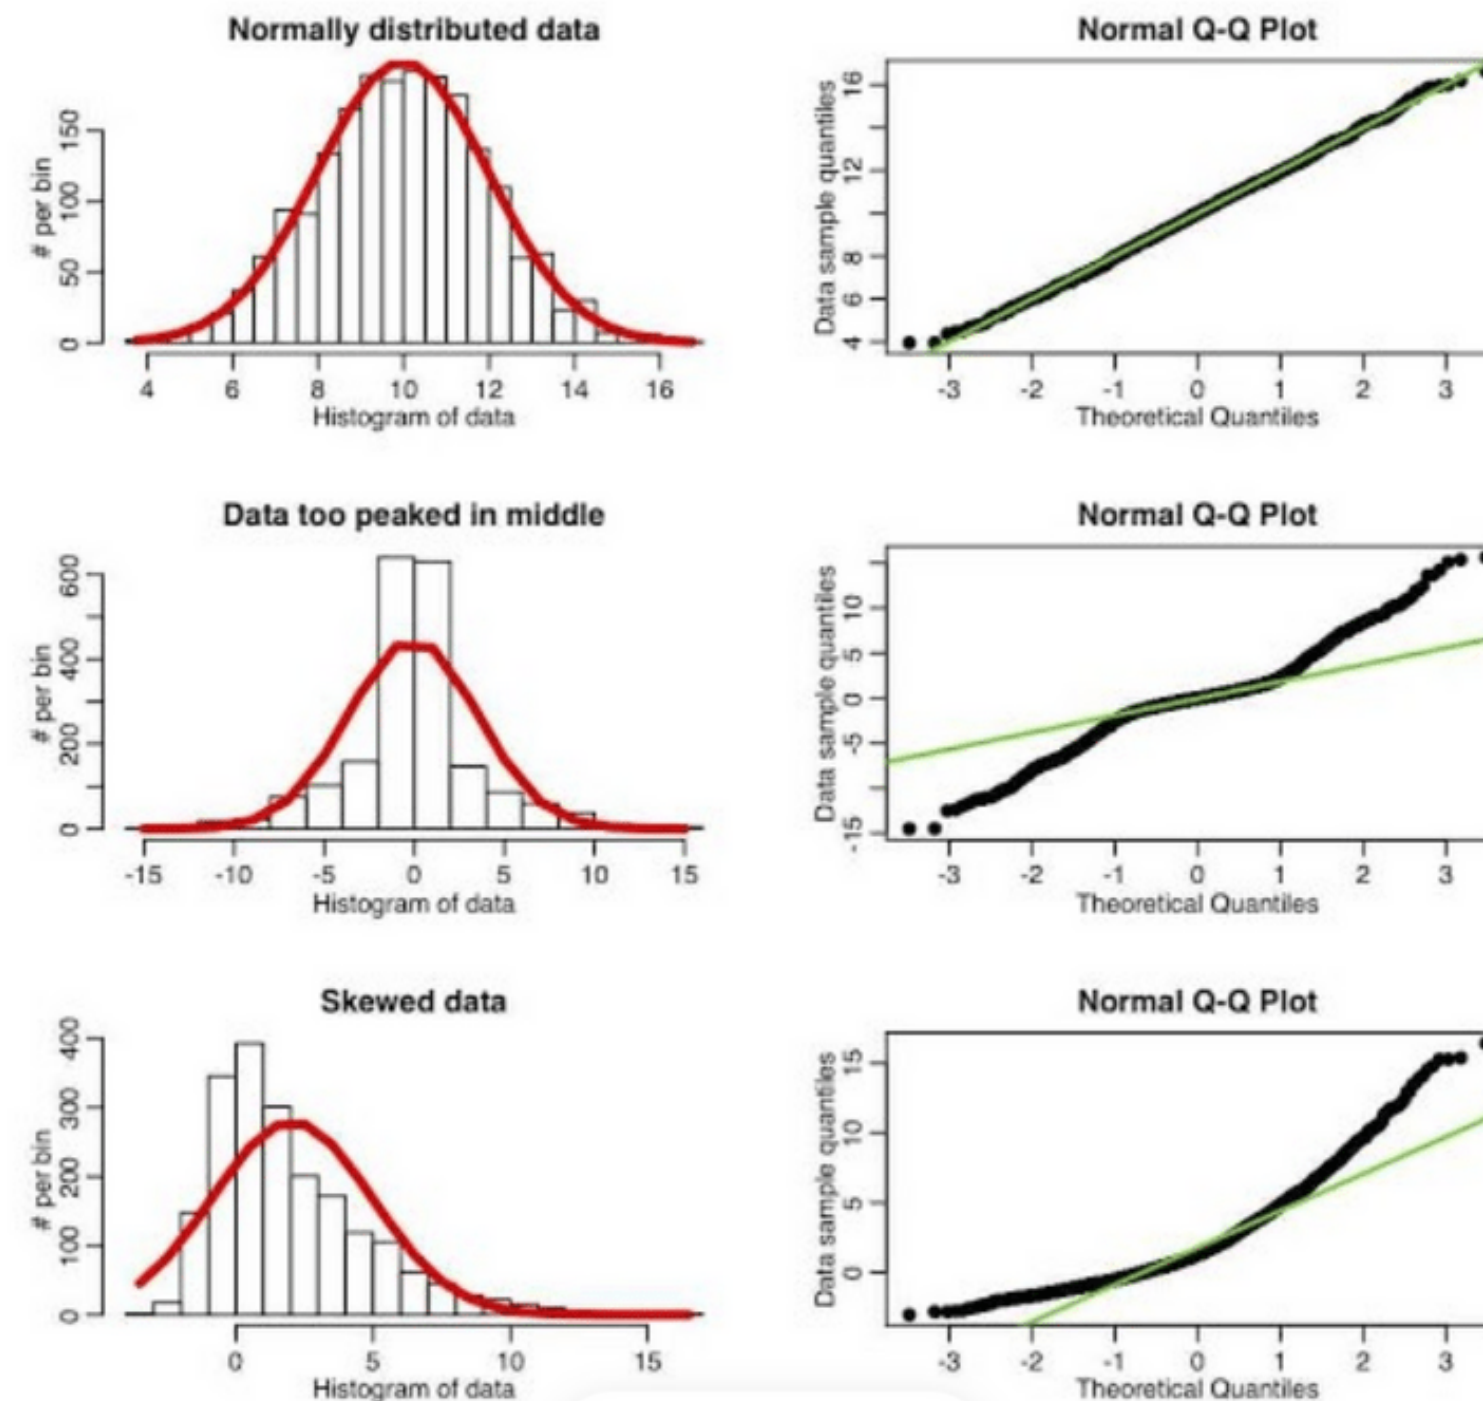 Normally distributed data
# per bin
0 50 100 150
4 6 8 10 12 14 16
Histogram of data
Normal Q-Q Plot
Data sample quantiles
4 6 8 12 16
-3 -2 -1 0 1 2 3
Theoretical Quantiles
Data too peaked in middle
# per bin
0 200 400 600
-15 -10 -5 0 5 10 15
Histogram of data
Normal Q-Q Plot
Data sample quantiles
-15 -5 0 5 10
-3 -2 -1 0 1 2 3
Theoretical Quantiles
Skewed data
# per bin
0 100 200 300 400
0 5 10 15
Histogram of data
Normal Q-Q Plot
Data sample quantiles
0 5 10 15
-3 -2 -1 0 1 2 3
Theoretical Quantiles